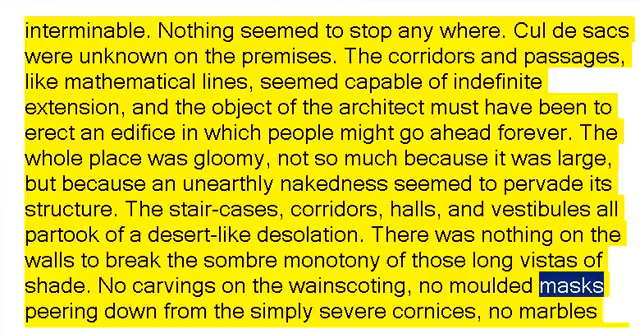 interminable. Nothing seemed to stop any where. Cul de sacs
were unknown on the premises. The corridors and passages,
like mathematical lines, seemed capable of indefinite
extension, and the object of the architect must have been to
erect an edifice in which people might go ahead forever. The
whole place was gloomy, not so much because it was large,
but because an unearthly nakedness seemed to pervade its
structure. The stair-cases, corridors, halls, and vestibules all
partook of a desert-like desolation. There was nothing on the
walls to break the sombre monotony of those long vistas of
shade. No carvings on the wainscoting, no moulded masks
peering down from the simply severe cornices, no marbles